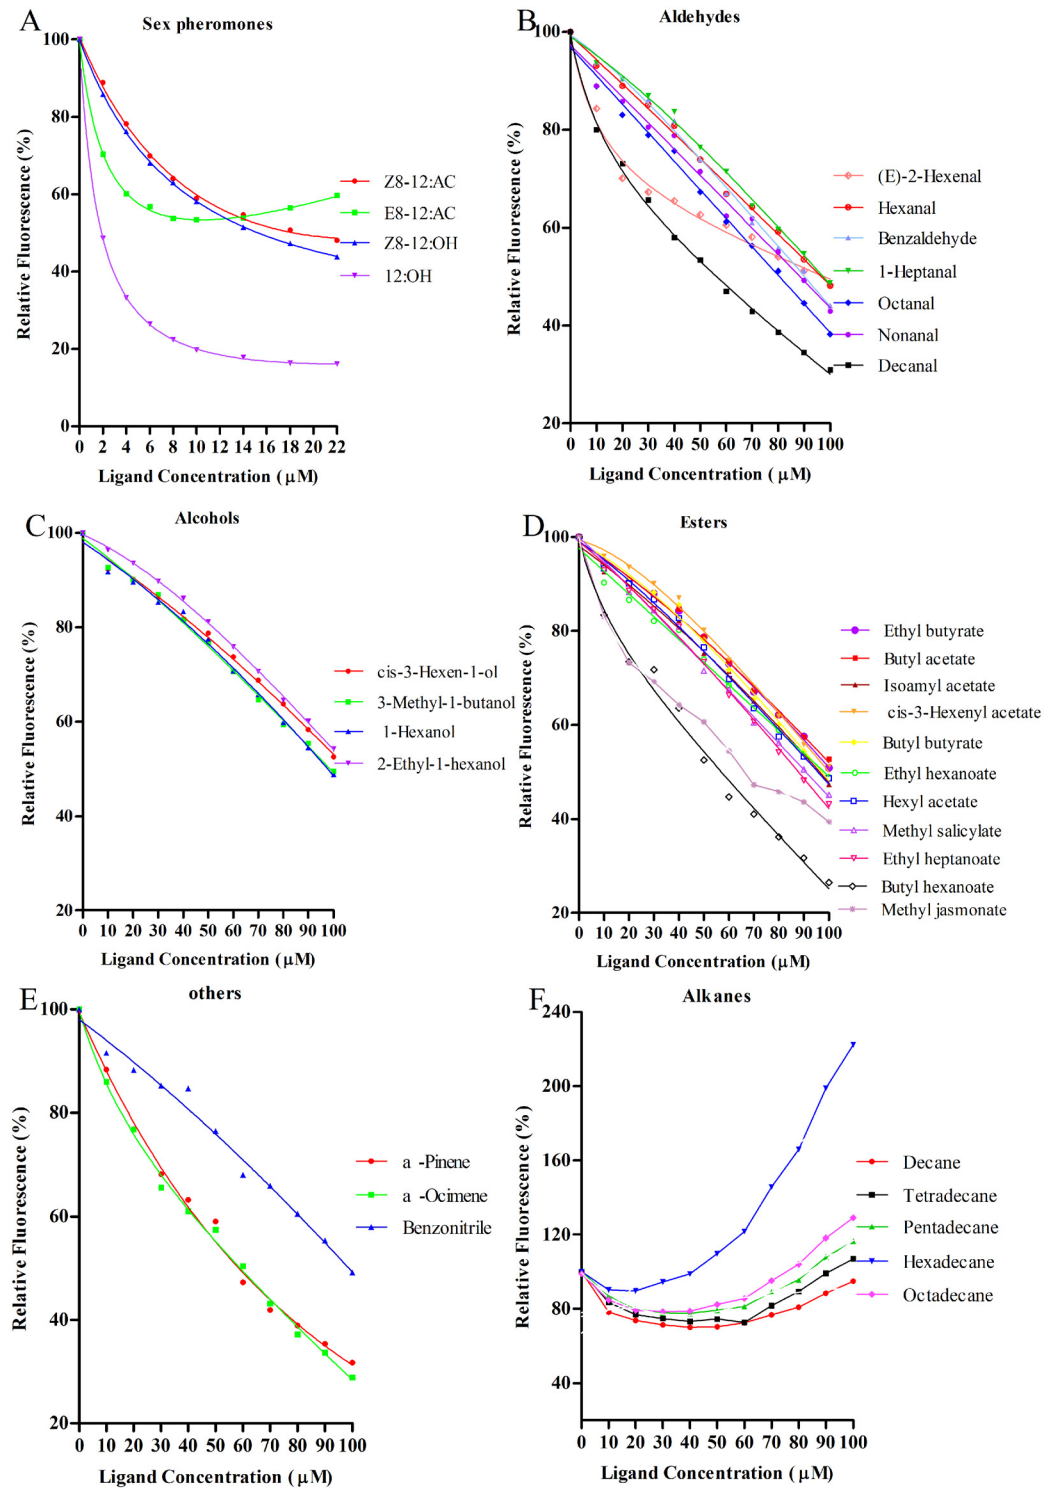 A
Sex pheromones
Relative Fluorescence (%)
100
80
60
40
20
0
0 2 4 6 8 10 12 14 16 18 20 22
Ligand Concentration ( μM)
Z8-12:AC
E8-12:AC
Z8-12:OH
12:OH
B
Aldehydes
Relative Fluorescence (%)
100
80
60
40
20
0 10 20 30 40 50 60 70 80 90 100
Ligand Concentration ( μM)
(E)-2-Hexenal
Hexanal
Benzaldehyde
1-Heptanal
Octanal
Nonanal
Decanal
C
Alcohols
Relative Fluorescence (%)
100
80
60
40
20
0 10 20 30 40 50 60 70 80 90 100
Ligand Concentration ( μM)
cis-3-Hexen-1-ol
3-Methyl-1-butanol
1-Hexanol
2-Ethyl-1-hexanol
D
Esters
Relative Fluorescence (%)
100
80
60
40
20
0 10 20 30 40 50 60 70 80 90 100
Ligand Concentration ( μM)
Ethyl butyrate
Butyl acetate
Isoamyl acetate
cis-3-Hexenyl acetate
Butyl butyrate
Ethyl hexanoate
Hexyl acetate
Methyl salicylate
Ethyl heptanoate
Butyl hexanoate
Methyl jasmonate
E
others
Relative Fluorescence (%)
100
80
60
40
20
0 10 20 30 40 50 60 70 80 90 100
Ligand Concentration ( μM)
a -Pinene
a -Ocimene
Benzonitrile
F
Alkanes
Relative Fluorescence (%)
240
200
160
120
80
40
0 10 20 30 40 50 60 70 80 90 100
Ligand Concentration ( μM)
Decane
Tetradecane
Pentadecane
Hexadecane
Octadecane